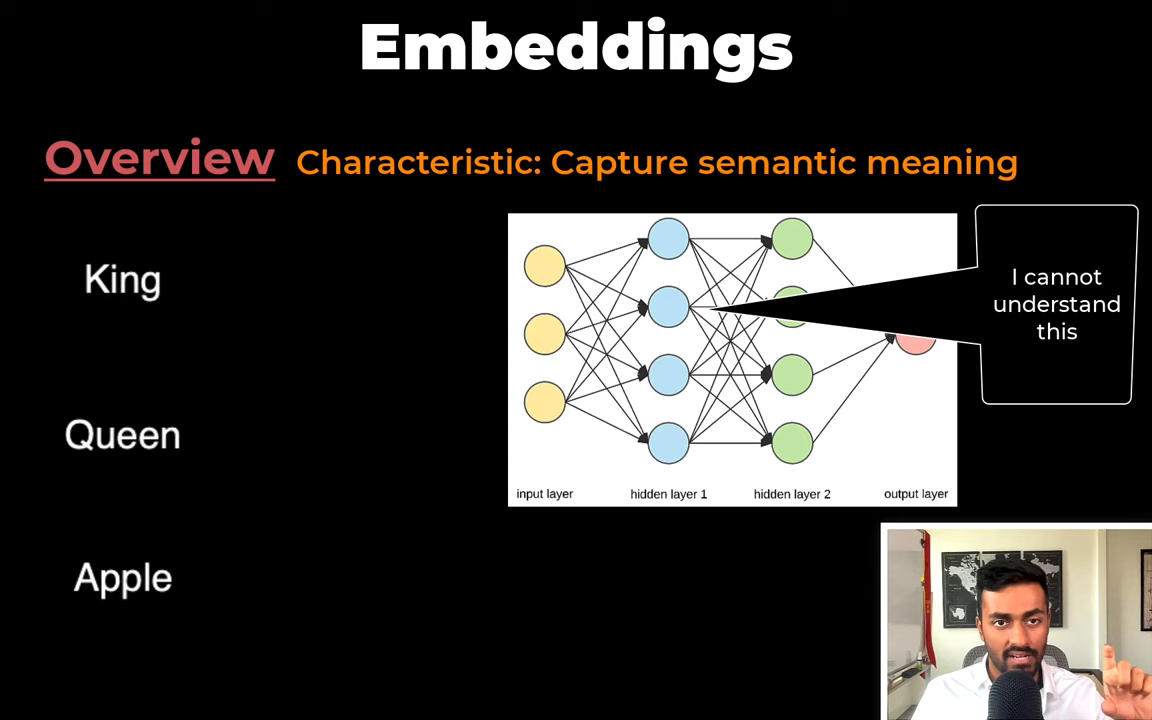 Embeddings
Overview Characteristic: Capture semantic meaning
King
Queen
Apple
I cannot
understand
this
input layer hidden layer 1 hidden layer 2 output layer